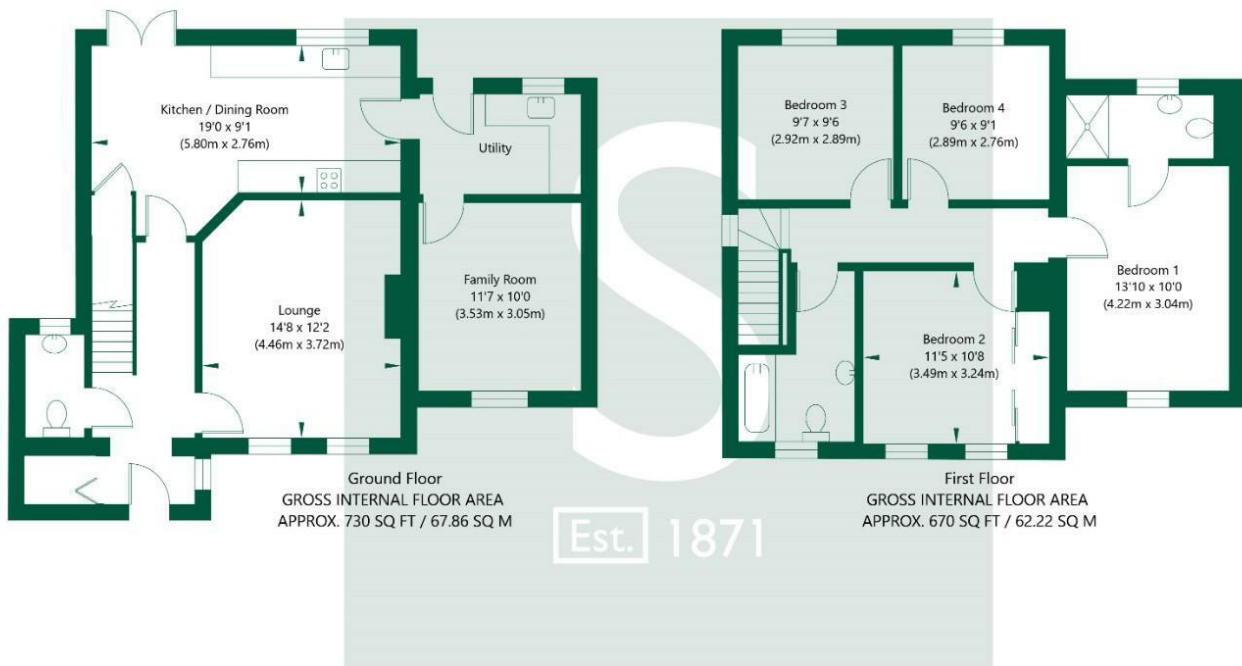 Kitchen / Dining Room
19'0 x 9'1
(5.80m x 2.76m)
Utility
Family Room
11'7 x 10'0
(3.53m x 3.05m)
Lounge
14'8 x 12'2
(4.46m x 3.72m)
Ground Floor
GROSS INTERNAL FLOOR AREA
APPROX. 730 SQ FT / 67.86 SQ M
Bedroom 3
9'7 x 9'6
(2.92m x 2.89m)
Bedroom 4
9'6 x 9'1
(2.89m x 2.76m)
Bedroom 1
13'10 x 10'0
(4.22m x 3.04m)
Bedroom 2
11'5 x 10'8
(3.49m x 3.24m)
First Floor
GROSS INTERNAL FLOOR AREA
APPROX. 670 SQ FT / 62.22 SQ M
S
Est. 1871